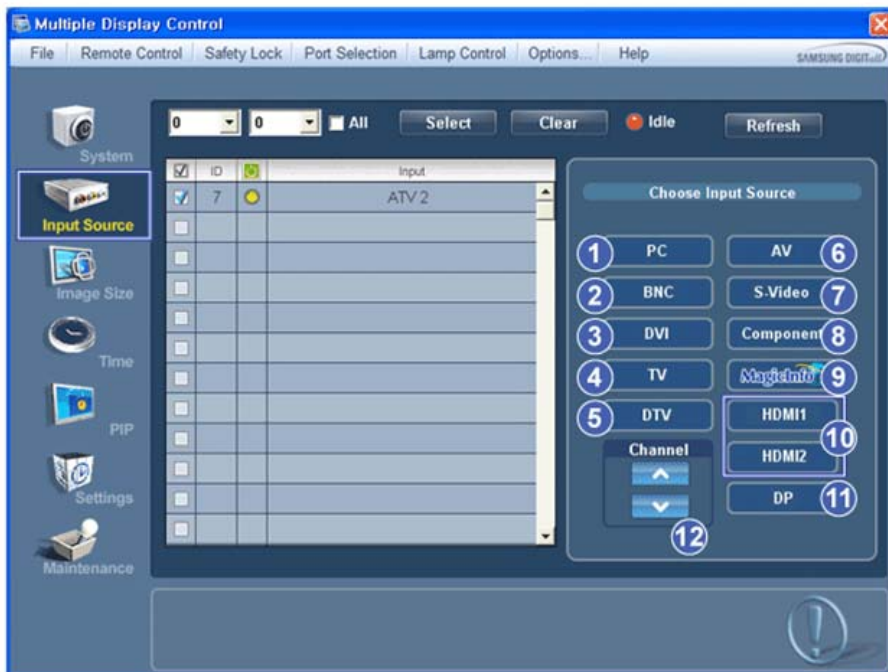 Multiple Display Control
File Remote Control Safety Lock Port Selection Lamp Control Options... Help SAMSUNG DIGITall
0 0 All Select Clear Idle Refresh
System
Input Source
Image Size
Time
PIP
Settings
Maintenance
ID Input
7 ATV 2
Choose Input Source
1 PC AV 6
2 BNC S-Video 7
3 DVI Component 8
4 TV MagicInfo 9
5 DTV HDMI1
10
Channel HDMI2
DP 11
12